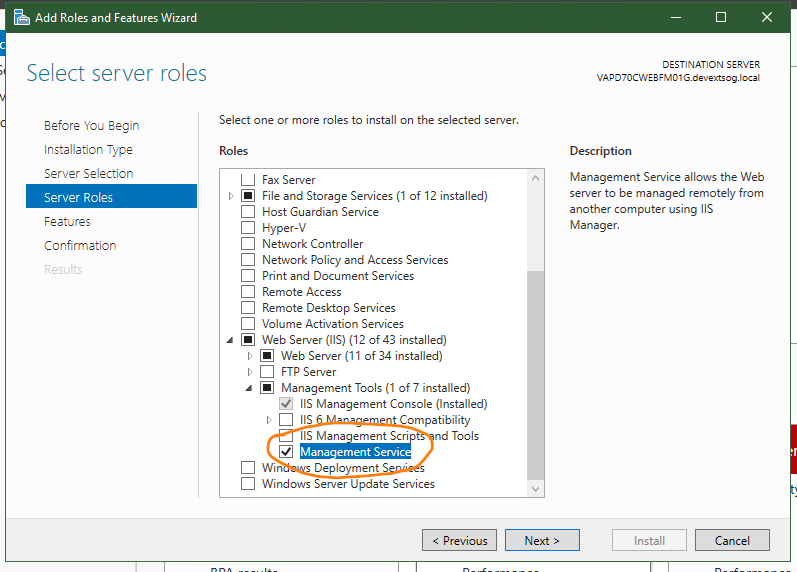 Add Roles and Features Wizard
Select server roles
DESTINATION SERVER
VAPD70CWEBFM01G.devextsog.local
Before You Begin
Installation Type
Server Selection
Server Roles
Features
Confirmation
Results
Select one or more roles to install on the selected server.
Roles
Fax Server
File and Storage Services (1 of 12 installed)
Host Guardian Service
Hyper-V
Network Controller
Network Policy and Access Services
Print and Document Services
Remote Access
Remote Desktop Services
Volume Activation Services
Web Server (IIS) (12 of 43 installed)
Web Server (11 of 34 installed)
FTP Server
Management Tools (1 of 7 installed)
IIS Management Console (Installed)
IIS 6 Management Compatibility
IIS Management Scripts and Tools
Management Service
Windows Deployment Services
Windows Server Update Services
Description
Management Service allows the Web
server to be managed remotely from
another computer using IIS
Manager.
< Previous
Next >
Install
Cancel
BPA results
Performance
Performance